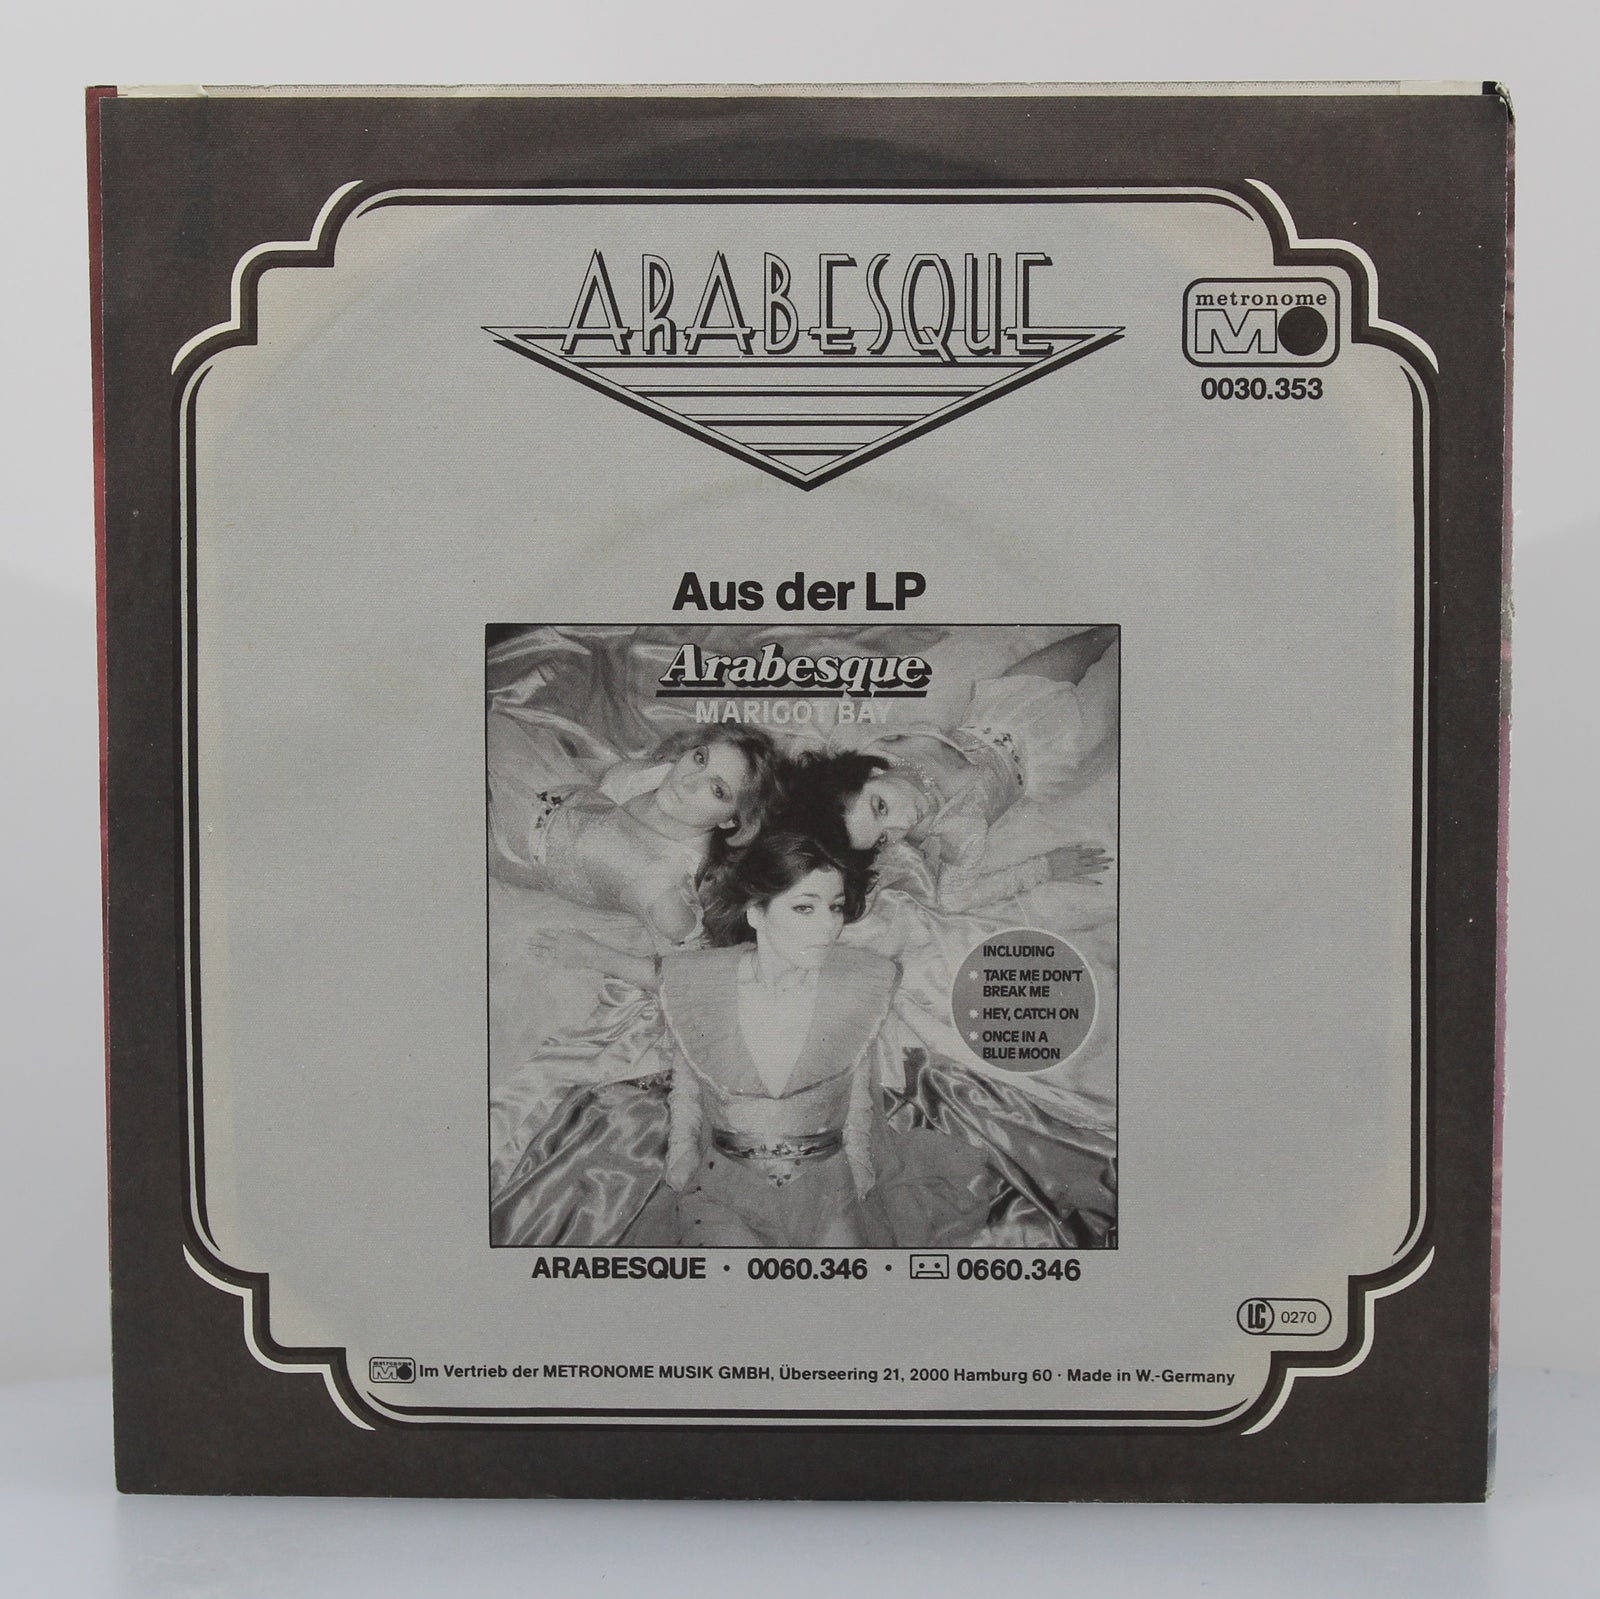 ARABESQUE
metronome
M
0030.353
Aus der LP
Arabesque
MARIGOT BAY
INCLUDING
TAKE ME DON'T
BREAK ME
HEY, CATCH ON
ONCE IN A
BLUE MOON
ARABESQUE · 0060.346 · 0660.346
LC 0270
metronome M Im Vertrieb der METRONOME MUSIK GMBH, Überseering 21, 2000 Hamburg 60 · Made in W.-Germany